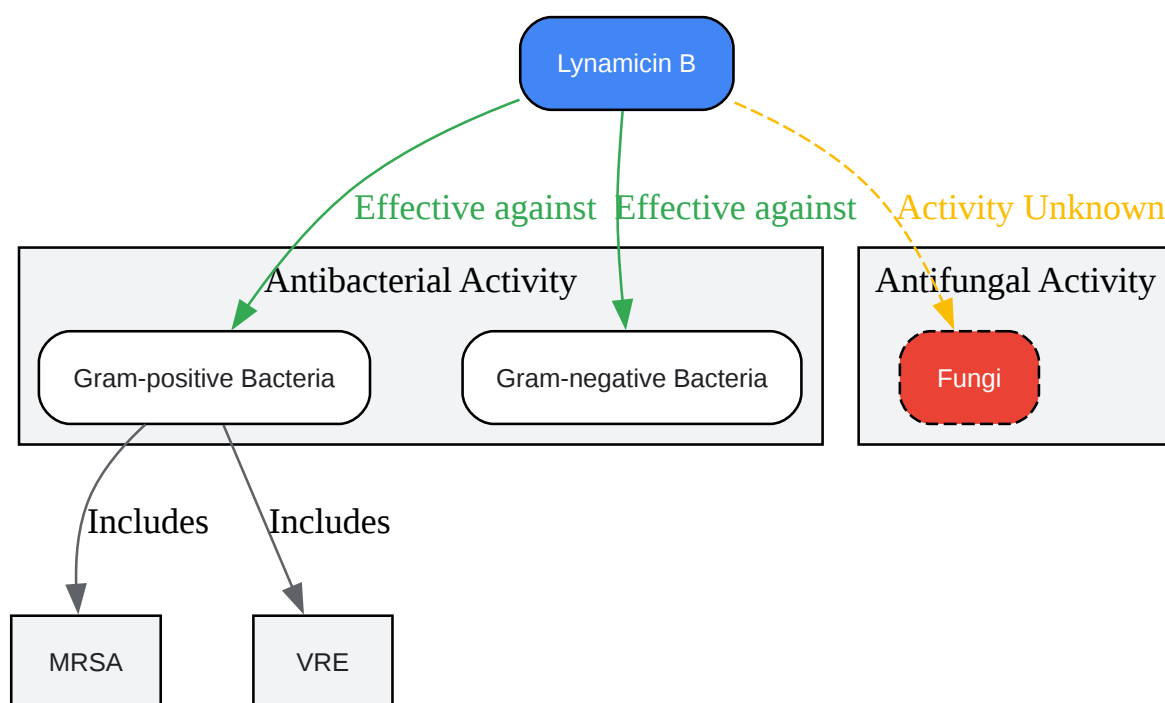 Lynamicin B
Effective against
Effective against
Activity Unknown
Antibacterial Activity
Antifungal Activity
Gram-positive Bacteria
Gram-negative Bacteria
Fungi
Includes
Includes
MRSA
VRE